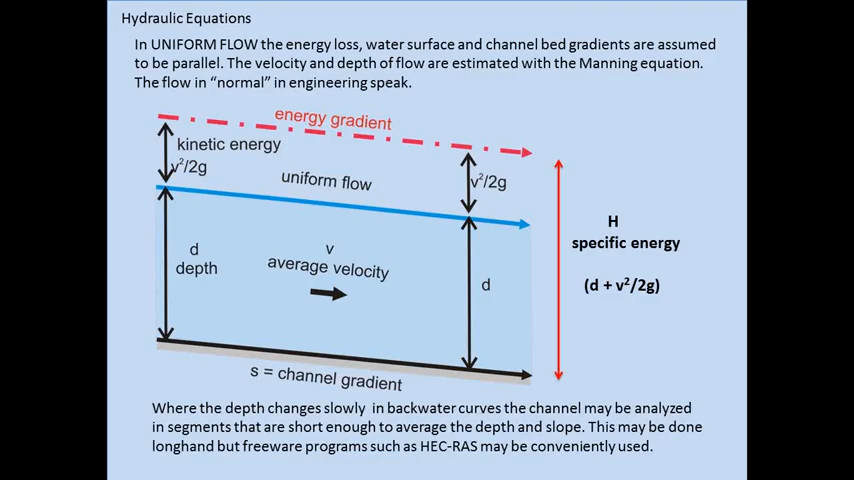 Hydraulic Equations
In UNIFORM FLOW the energy loss, water surface and channel bed gradients are assumed
to be parallel. The velocity and depth of flow are estimated with the Manning equation.
The flow in “normal” in engineering speak.
energy gradient
kinetic energy
v²/2g
uniform flow
v²/2g
H
specific energy
(d + v²/2g)
d
depth
v
average velocity
d
s = channel gradient
Where the depth changes slowly in backwater curves the channel may be analyzed
in segments that are short enough to average the depth and slope. This may be done
longhand but freeware programs such as HEC-RAS may be conveniently used.